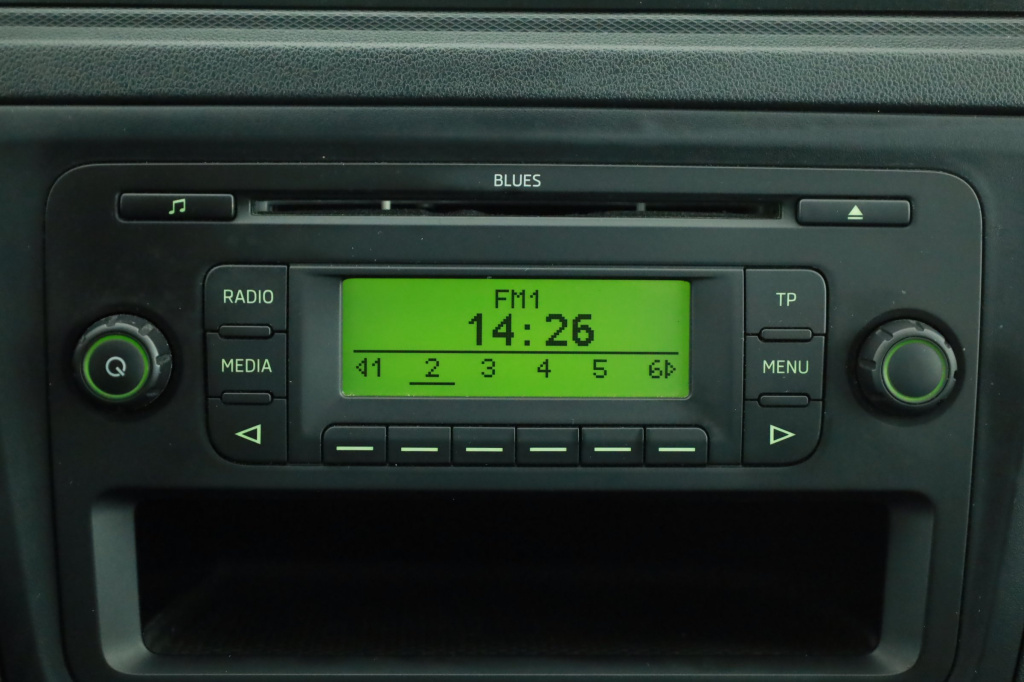 BLUES
RADIO
FM1
TP
14:26
MEDIA
1 2 3 4 5 6
MENU